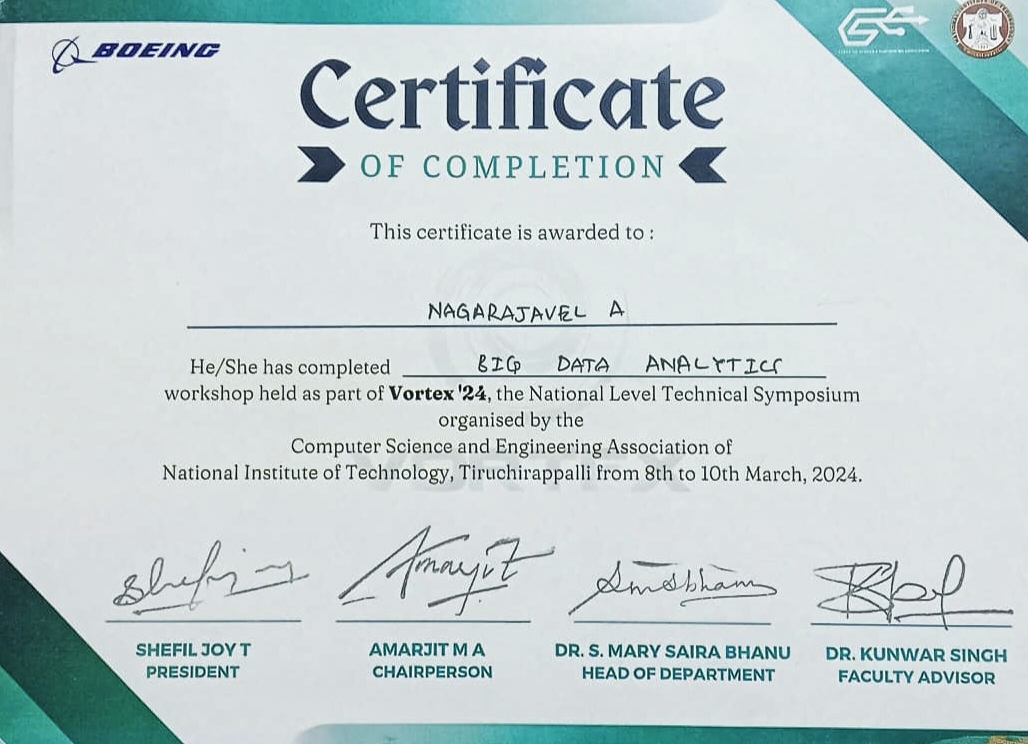 BOEING
Certificate
OF COMPLETION
This certificate is awarded to :
NAGARAJAVEL A
He/She has completed BIG DATA ANALYTICS
workshop held as part of Vortex '24, the National Level Technical Symposium
organised by the
Computer Science and Engineering Association of
National Institute of Technology, Tiruchirappalli from 8th to 10th March, 2024.
SHEFIL JOY T
PRESIDENT
AMARJIT M A
CHAIRPERSON
DR. S. MARY SAIRA BHANU
HEAD OF DEPARTMENT
DR. KUNWAR SINGH
FACULTY ADVISOR